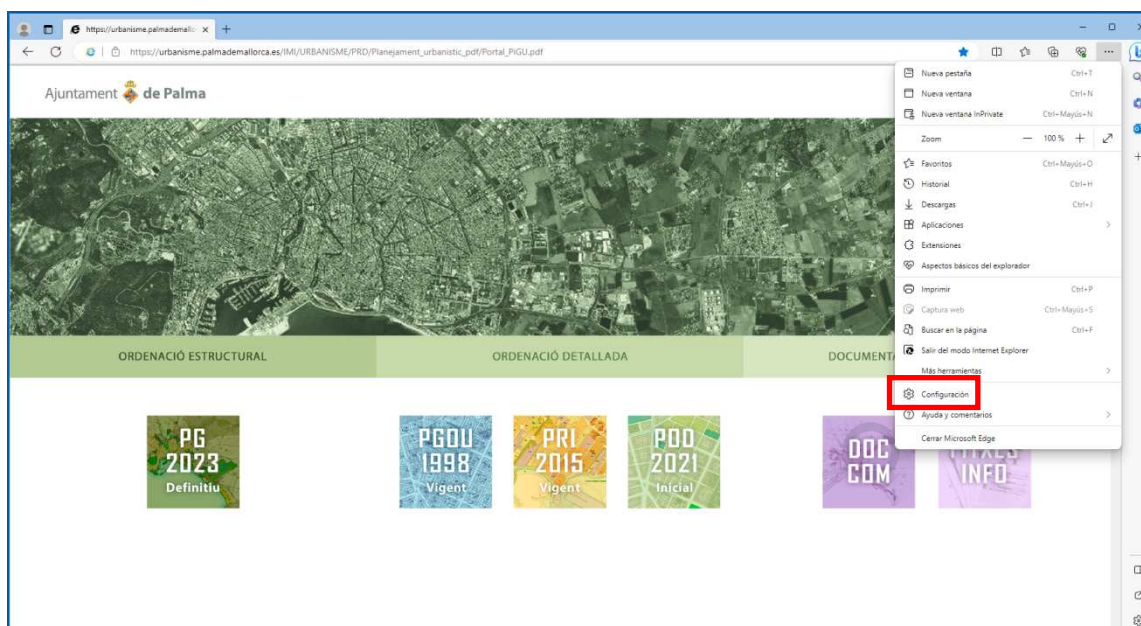 https://urbanisme.palmademallo
https://urbanisme.palmademallorca.es/IMI/URBANISME/PRD/Planejament_urbanistic_pdf/Portal_PiGU.pdf
Ajuntament de Palma
Nueva pestaña Ctrl+T
Nueva ventana Ctrl+N
Nueva ventana InPrivate Ctrl+Mayús+N
Zoom — 100 % +
Favoritos Ctrl+Mayús+O
Historial Ctrl+H
Descargas Ctrl+J
Aplicaciones
Extensiones
Aspectos básicos del explorador
Imprimir Ctrl+P
Captura web Ctrl+Mayús+S
Buscar en la página Ctrl+F
Salir del modo Internet Explorer
Más herramientas
Configuración
Ayuda y comentarios
Cerrar Microsoft Edge
ORDENACIÓ ESTRUCTURAL
ORDENACIÓ DETALLADA
DOCUMENT
PG
2023
Definitiu
PGOU
1998
Vigent
PRI
2015
Vigent
POD
2021
Inicial
DOC
COM
FITXES
INFO